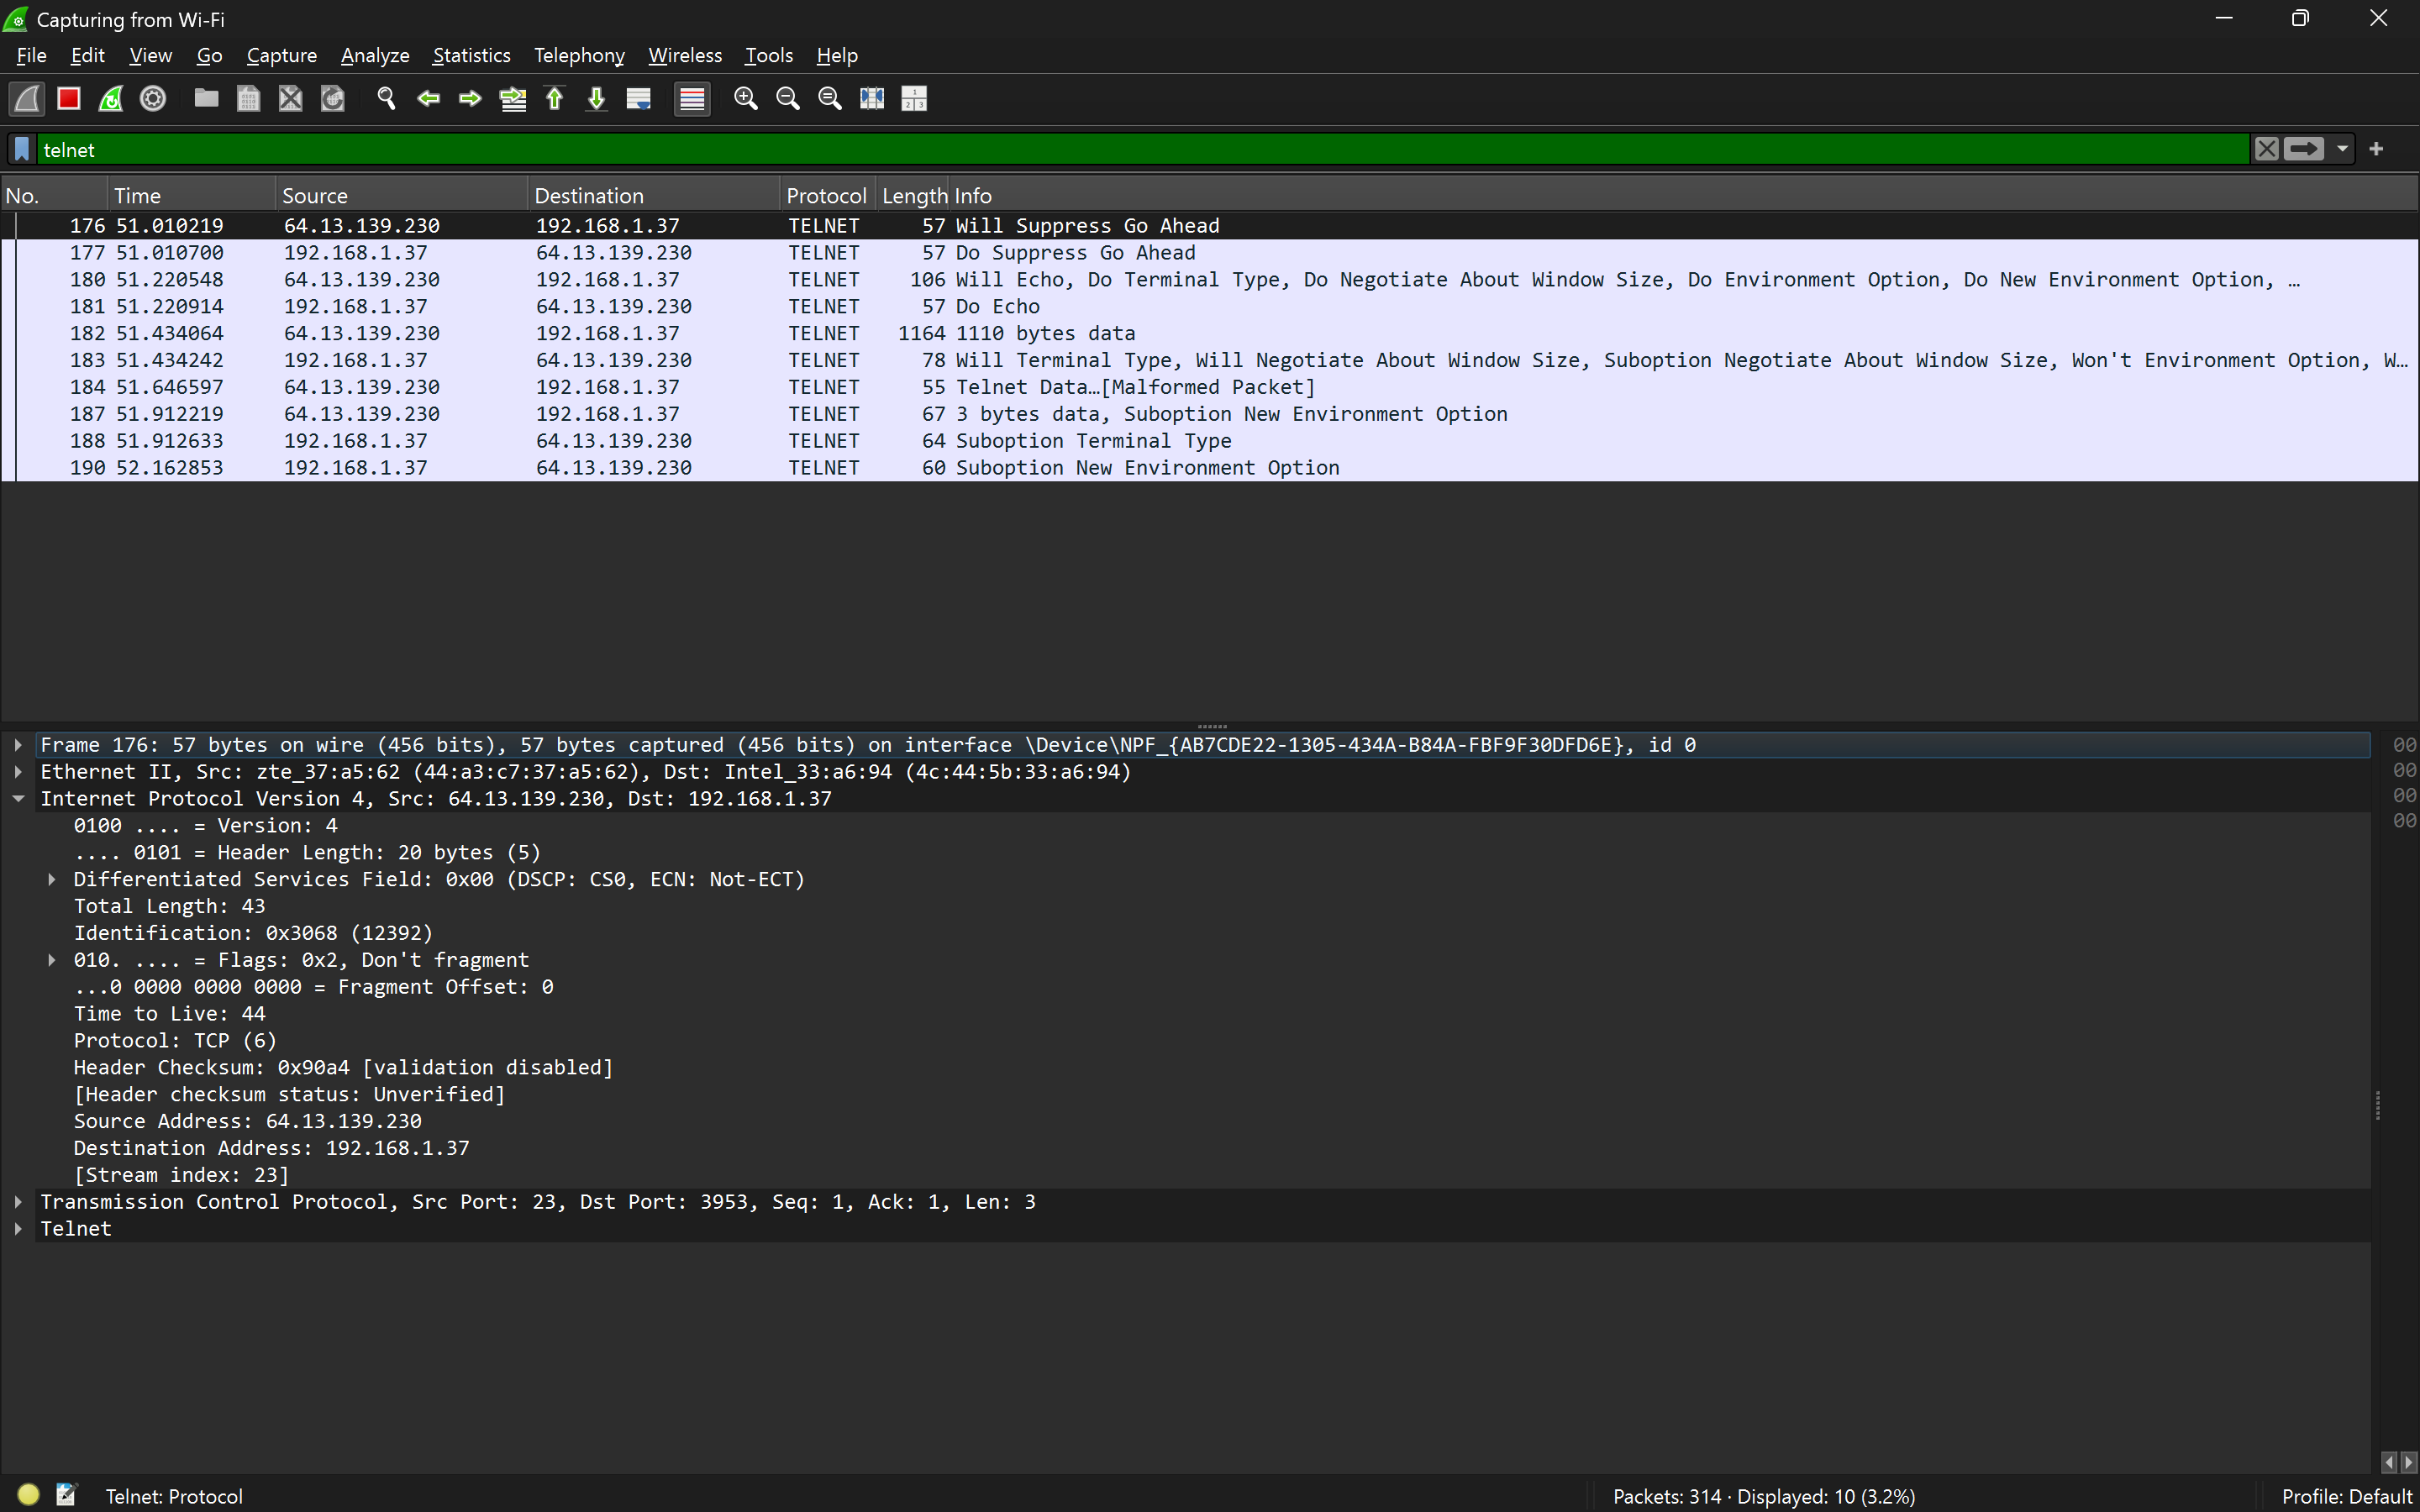 Capturing from Wi-Fi
File Edit View Go Capture Analyze Statistics Telephony Wireless Tools Help
telnet
No. Time Source Destination Protocol Length Info
176 51.010219 64.13.139.230 192.168.1.37 TELNET 57 Will Suppress Go Ahead
177 51.010700 192.168.1.37 64.13.139.230 TELNET 57 Do Suppress Go Ahead
180 51.220548 64.13.139.230 192.168.1.37 TELNET 106 Will Echo, Do Terminal Type, Do Negotiate About Window Size, Do Environment Option, Do New Environment Option, …
181 51.220914 192.168.1.37 64.13.139.230 TELNET 57 Do Echo
182 51.434064 64.13.139.230 192.168.1.37 TELNET 1164 1110 bytes data
183 51.434242 192.168.1.37 64.13.139.230 TELNET 78 Will Terminal Type, Will Negotiate About Window Size, Suboption Negotiate About Window Size, Won't Environment Option, W…
184 51.646597 64.13.139.230 192.168.1.37 TELNET 55 Telnet Data…[Malformed Packet]
187 51.912219 64.13.139.230 192.168.1.37 TELNET 67 3 bytes data, Suboption New Environment Option
188 51.912633 192.168.1.37 64.13.139.230 TELNET 64 Suboption Terminal Type
190 52.162853 192.168.1.37 64.13.139.230 TELNET 60 Suboption New Environment Option
Frame 176: 57 bytes on wire (456 bits), 57 bytes captured (456 bits) on interface \Device\NPF_{AB7CDE22-1305-434A-B84A-FBF9F30DFD6E}, id 0 00
Ethernet II, Src: zte_37:a5:62 (44:a3:c7:37:a5:62), Dst: Intel_33:a6:94 (4c:44:5b:33:a6:94) 00
Internet Protocol Version 4, Src: 64.13.139.230, Dst: 192.168.1.37 00
0100 .... = Version: 4 00
.... 0101 = Header Length: 20 bytes (5)
Differentiated Services Field: 0x00 (DSCP: CS0, ECN: Not-ECT)
Total Length: 43
Identification: 0x3068 (12392)
010. .... = Flags: 0x2, Don't fragment
...0 0000 0000 0000 = Fragment Offset: 0
Time to Live: 44
Protocol: TCP (6)
Header Checksum: 0x90a4 [validation disabled]
[Header checksum status: Unverified]
Source Address: 64.13.139.230
Destination Address: 192.168.1.37
[Stream index: 23]
Transmission Control Protocol, Src Port: 23, Dst Port: 3953, Seq: 1, Ack: 1, Len: 3
Telnet
Telnet: Protocol Packets: 314 · Displayed: 10 (3.2%) Profile: Default